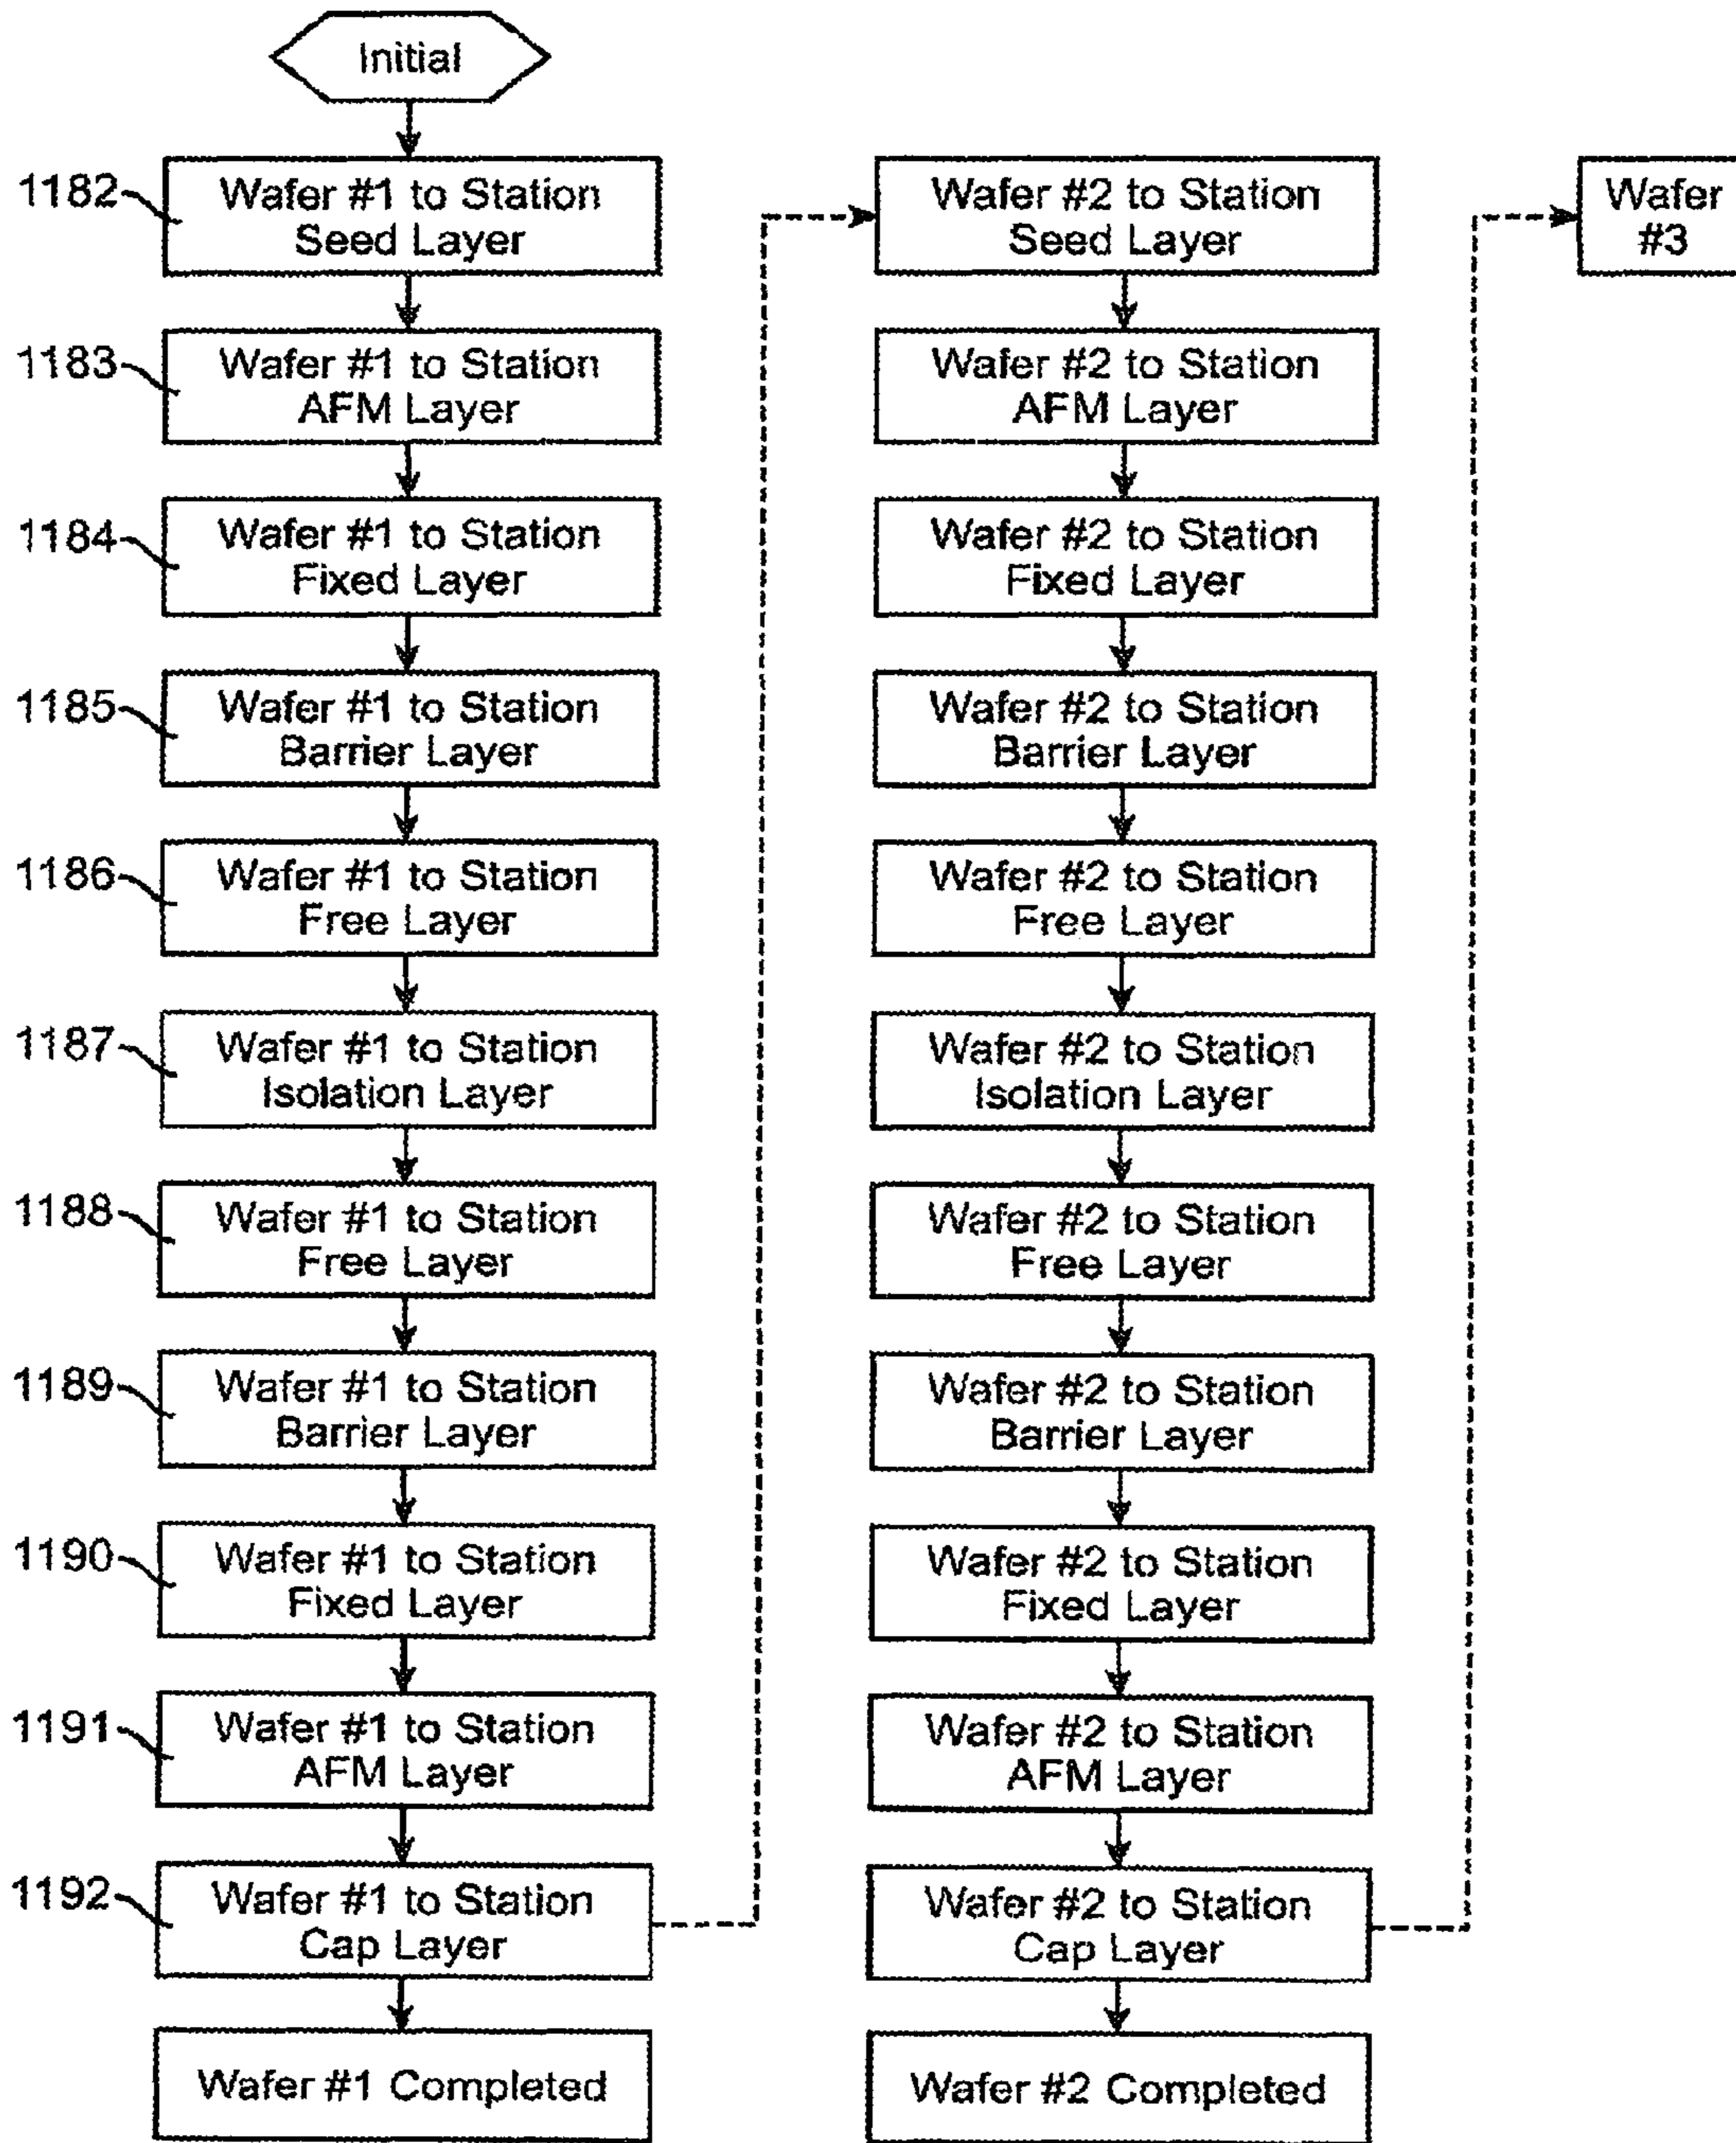 Initial
1182
Wafer #1 to Station
Seed Layer
1183
Wafer #1 to Station
AFM Layer
1184
Wafer #1 to Station
Fixed Layer
1185
Wafer #1 to Station
Barrier Layer
1186
Wafer #1 to Station
Free Layer
1187
Wafer #1 to Station
Isolation Layer
1188
Wafer #1 to Station
Free Layer
1189
Wafer #1 to Station
Barrier Layer
1190
Wafer #1 to Station
Fixed Layer
1191
Wafer #1 to Station
AFM Layer
1192
Wafer #1 to Station
Cap Layer
Wafer #1 Completed
Wafer #2 to Station
Seed Layer
Wafer #2 to Station
AFM Layer
Wafer #2 to Station
Fixed Layer
Wafer #2 to Station
Barrier Layer
Wafer #2 to Station
Free Layer
Wafer #2 to Station
Isolation Layer
Wafer #2 to Station
Free Layer
Wafer #2 to Station
Barrier Layer
Wafer #2 to Station
Fixed Layer
Wafer #2 to Station
AFM Layer
Wafer #2 to Station
Cap Layer
Wafer #2 Completed
Wafer
#3